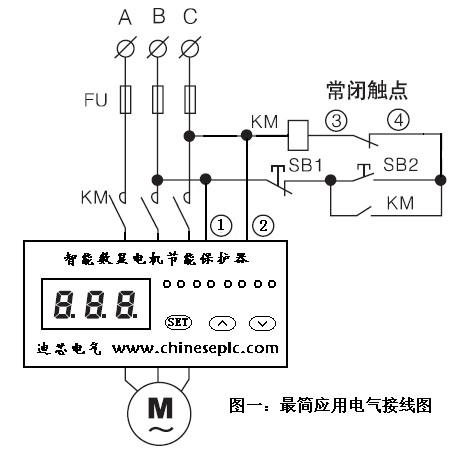 A B C
FU
常闭触点
KM ③ ④
SB1 SB2
KM
KM
① ②
智能数显电机节能保护器
8.8.8.
SET
迪芯电气 www.chineseplc.com
M
~
图一：最简应用电气接线图